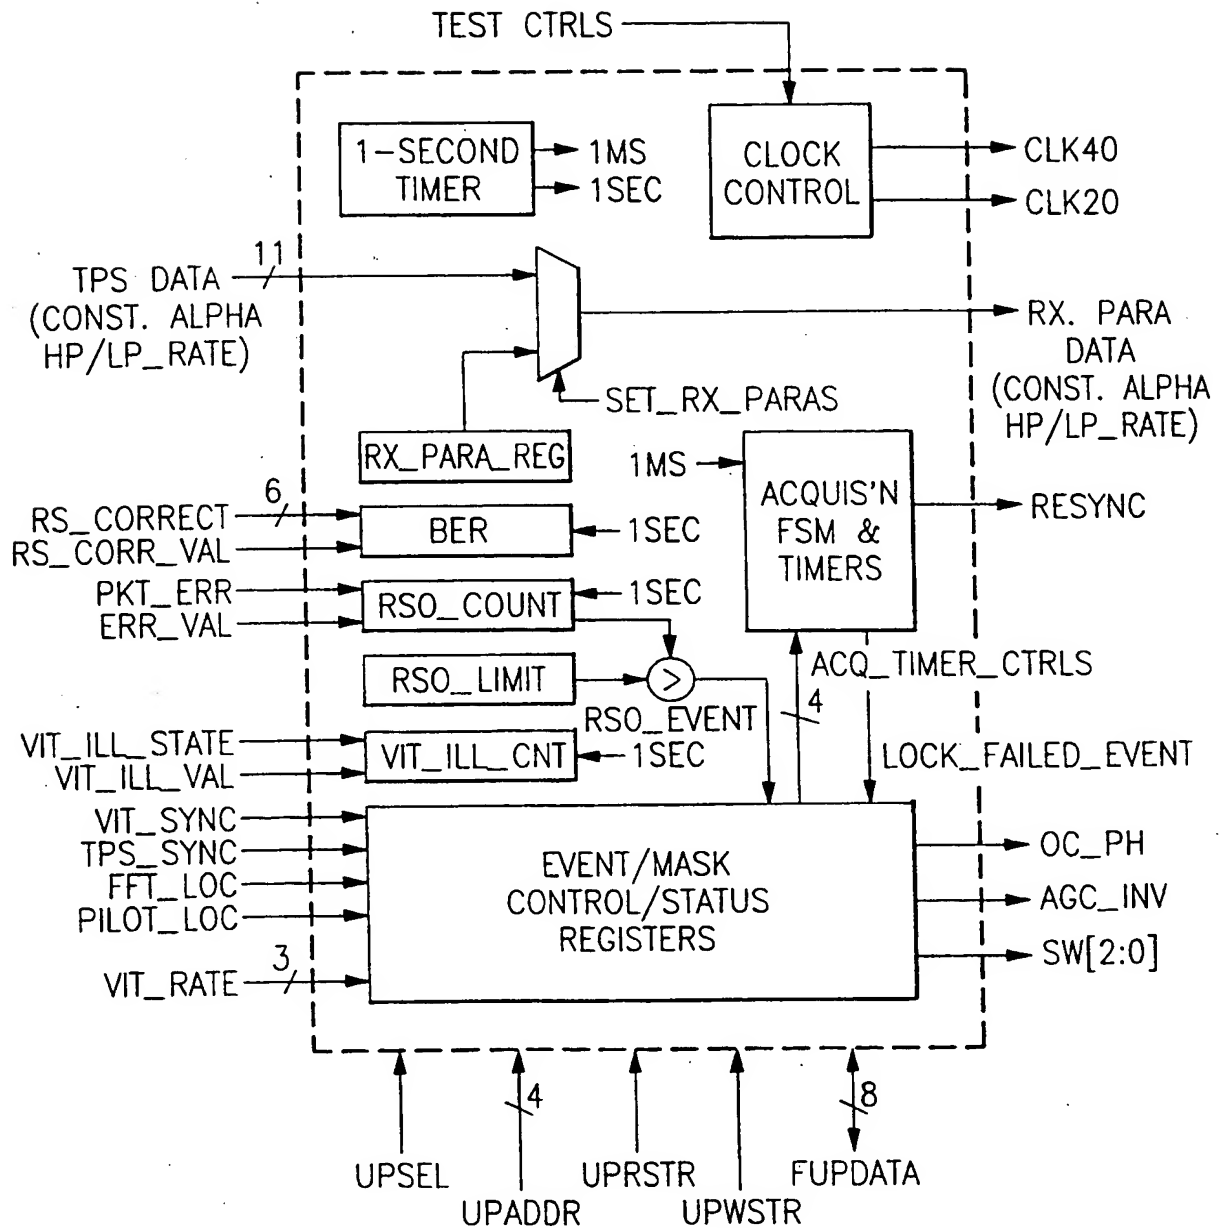 TEST CTRLS
1-SECOND
TIMER
1MS
1SEC
CLOCK
CONTROL
CLK40
CLK20
11
TPS DATA
(CONST. ALPHA
HP/LP_RATE)
RX. PARA
DATA
(CONST. ALPHA
HP/LP_RATE)
SET_RX_PARAS
RX_PARA_REG
1MS
ACQUIS'N
FSM &
TIMERS
RESYNC
6
RS_CORRECT
RS_CORR_VAL
BER
1SEC
PKT_ERR
ERR_VAL
RSO_COUNT
1SEC
RSO_LIMIT
>
RSO_EVENT
ACQ_TIMER_CTRLS
4
LOCK_FAILED_EVENT
VIT_ILL_STATE
VIT_ILL_VAL
VIT_ILL_CNT
1SEC
VIT_SYNC
TPS_SYNC
FFT_LOC
PILOT_LOC
VIT_RATE
3
EVENT/MASK
CONTROL/STATUS
REGISTERS
OC_PH
AGC_INV
SW[2:0]
4
8
UPSEL
UPADDR
UPRSTR
UPWSTR
FUPDATA